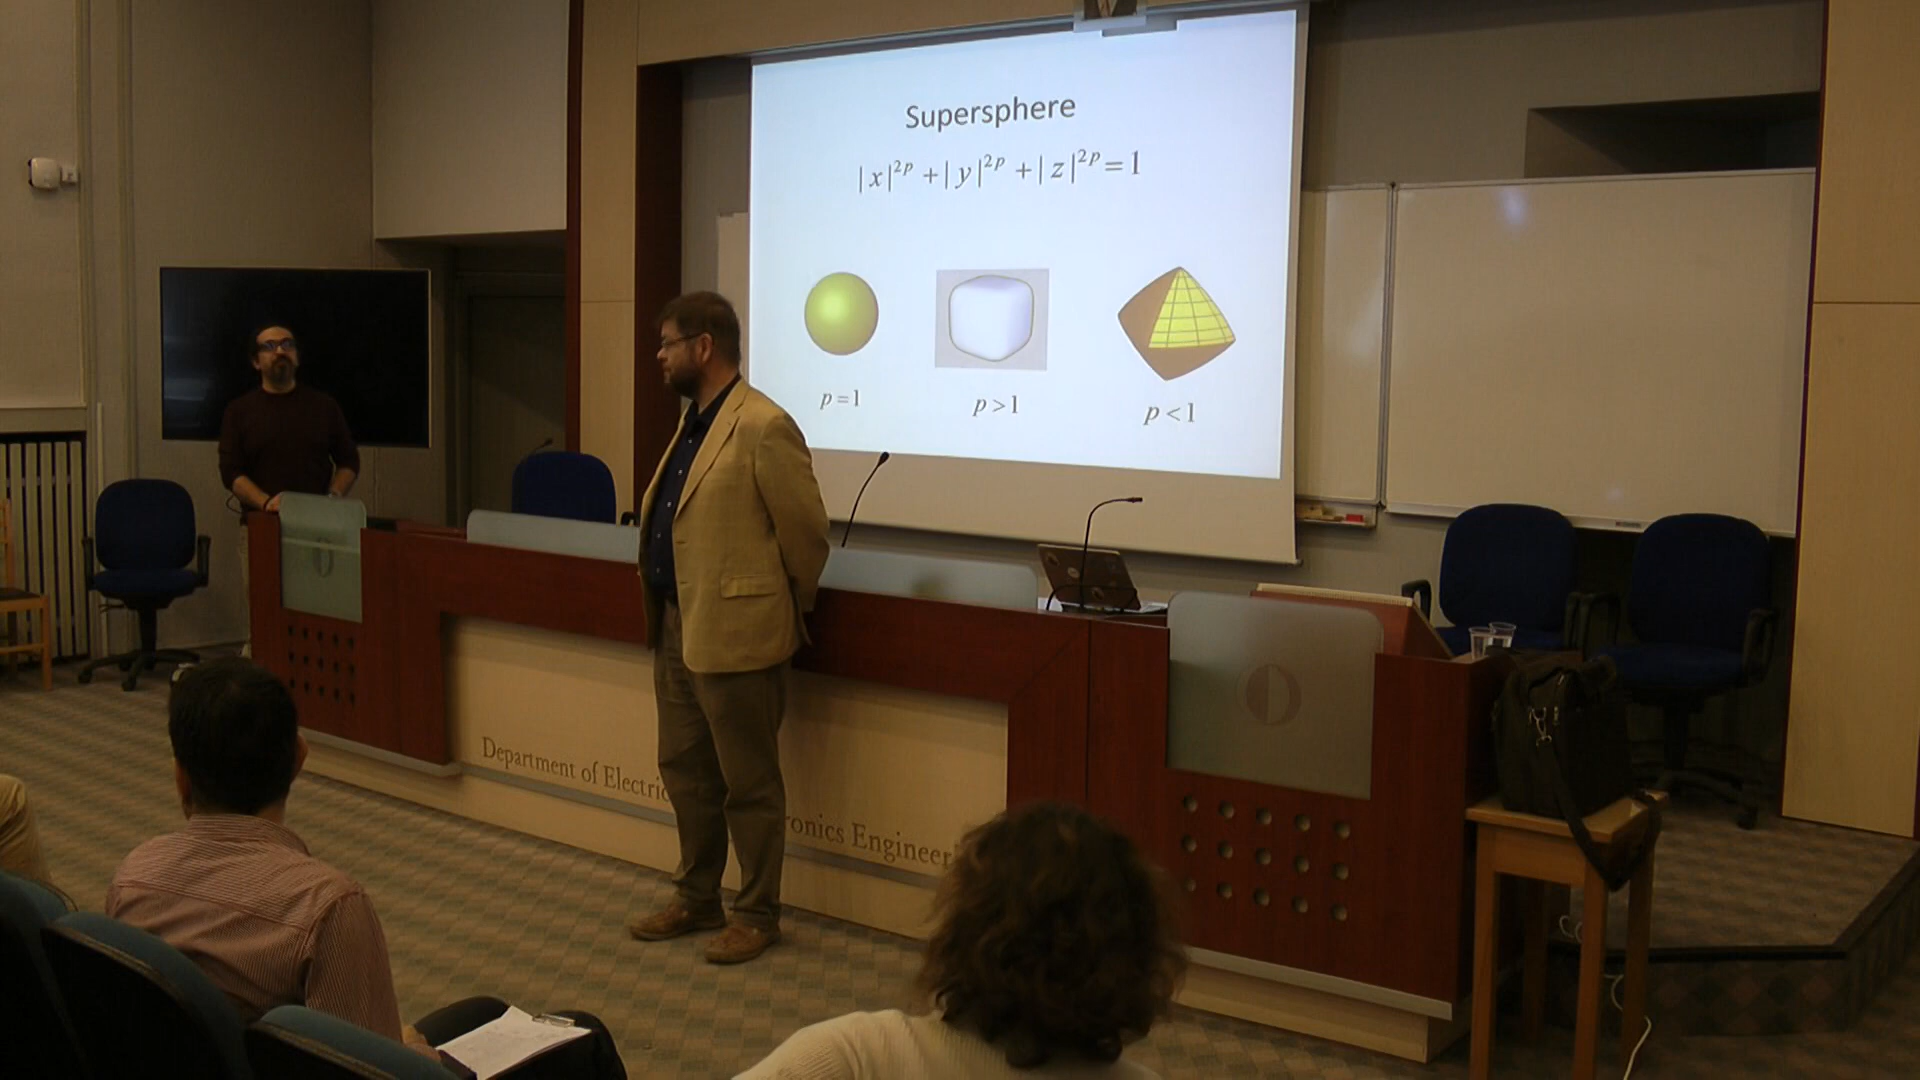 Supersphere
|x|²ᵖ+|y|²ᵖ+|z|²ᵖ=1
p=1
p>1
p<1
Department of Electric
ronics Engineer